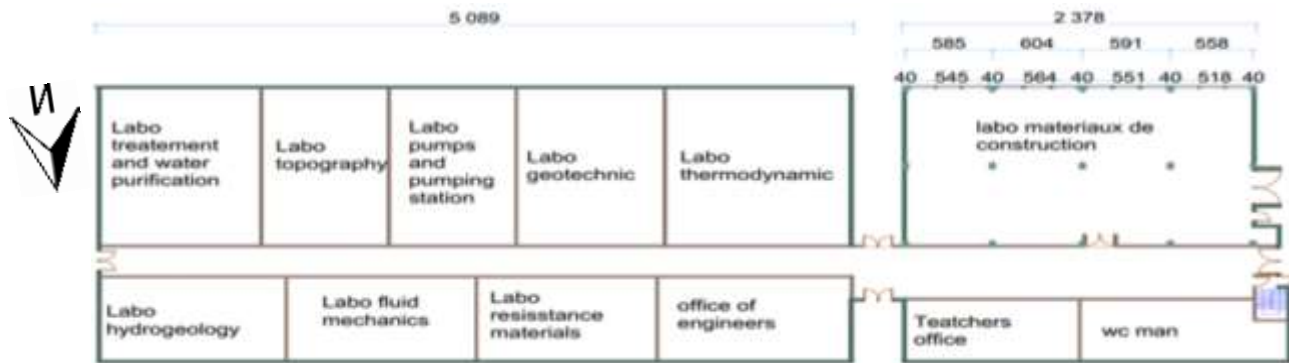 5 089
2 378
585 604 591 558
40 545 40 564 40 551 40 518 40
N
Labo
treatement
and water
purification
Labo
topography
Labo
pumps
and
pumping
station
Labo
geotechnic
Labo
thermodynamic
labo materiaux de
construction
Labo
hydrogeology
Labo fluid
mechanics
Labo
resisstance
materials
office of
engineers
Teatchers
office
wc man